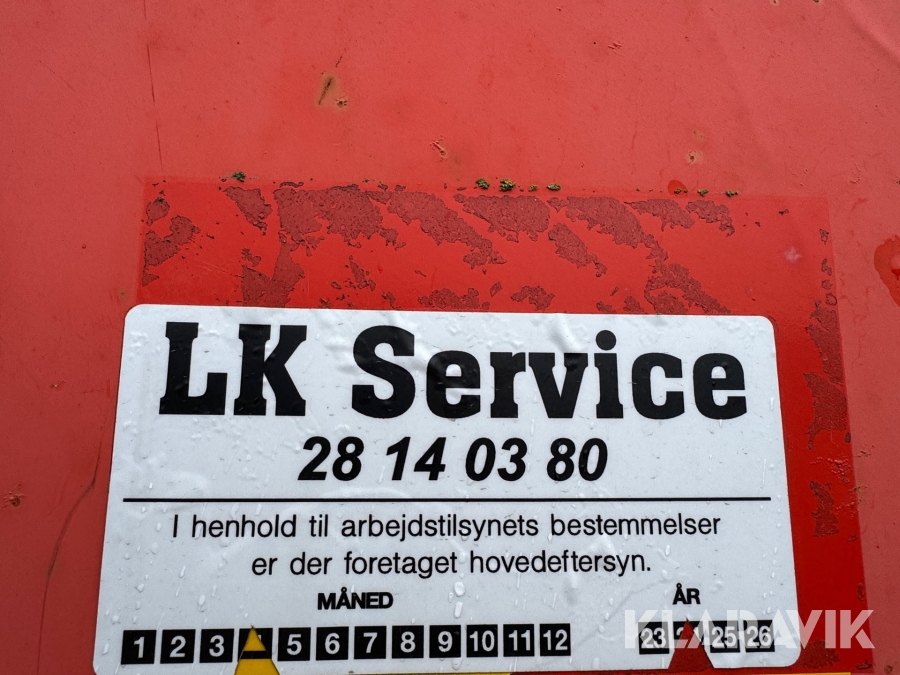 LK Service
28 14 03 80
I henhold til arbejdstilsynets bestemmelser
er der foretaget hovedeftersyn.
MÅNED ÅR
1 2 3 5 6 7 8 9 10 11 12 23 25 26
KLARAVIK